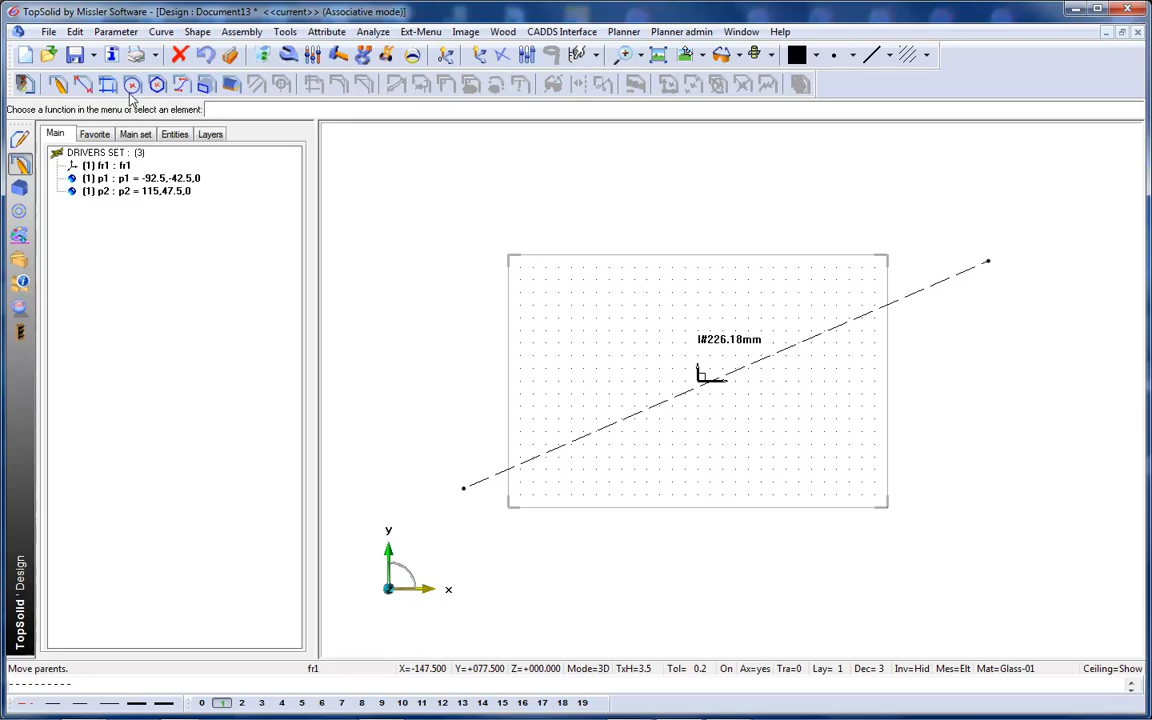 TopSolid by Missler Software - [Design : Document13 *  <<current>> (Associative mode)]
File Edit Parameter Curve Shape Assembly Tools Attribute Analyze Ext-Menu Image Wood CADDS Interface Planner Planner admin Window Help
Choose a function in the menu or select an element:
Main Favorite Main set Entities Layers
DRIVERS SET : (3)
(1) fr1 : fr1
(1) p1 : p1 = -92.5,-42.5,0
(1) p2 : p2 = 115,47.5,0
l#226.18mm
y
x
TopSolid ' Design
Move parents. fr1 X=-147.500 Y=+077.500 Z=+000.000 Mode=3D TxH=3.5 Tol= 0.2 On Ax=yes Tra=0 Lay= 1 Dec= 3 Inv=Hid Mes=Elt Mat=Glass-01 Ceiling=Show
----------
0 1 2 3 4 5 6 7 8 9 10 11 12 13 14 15 16 17 18 19